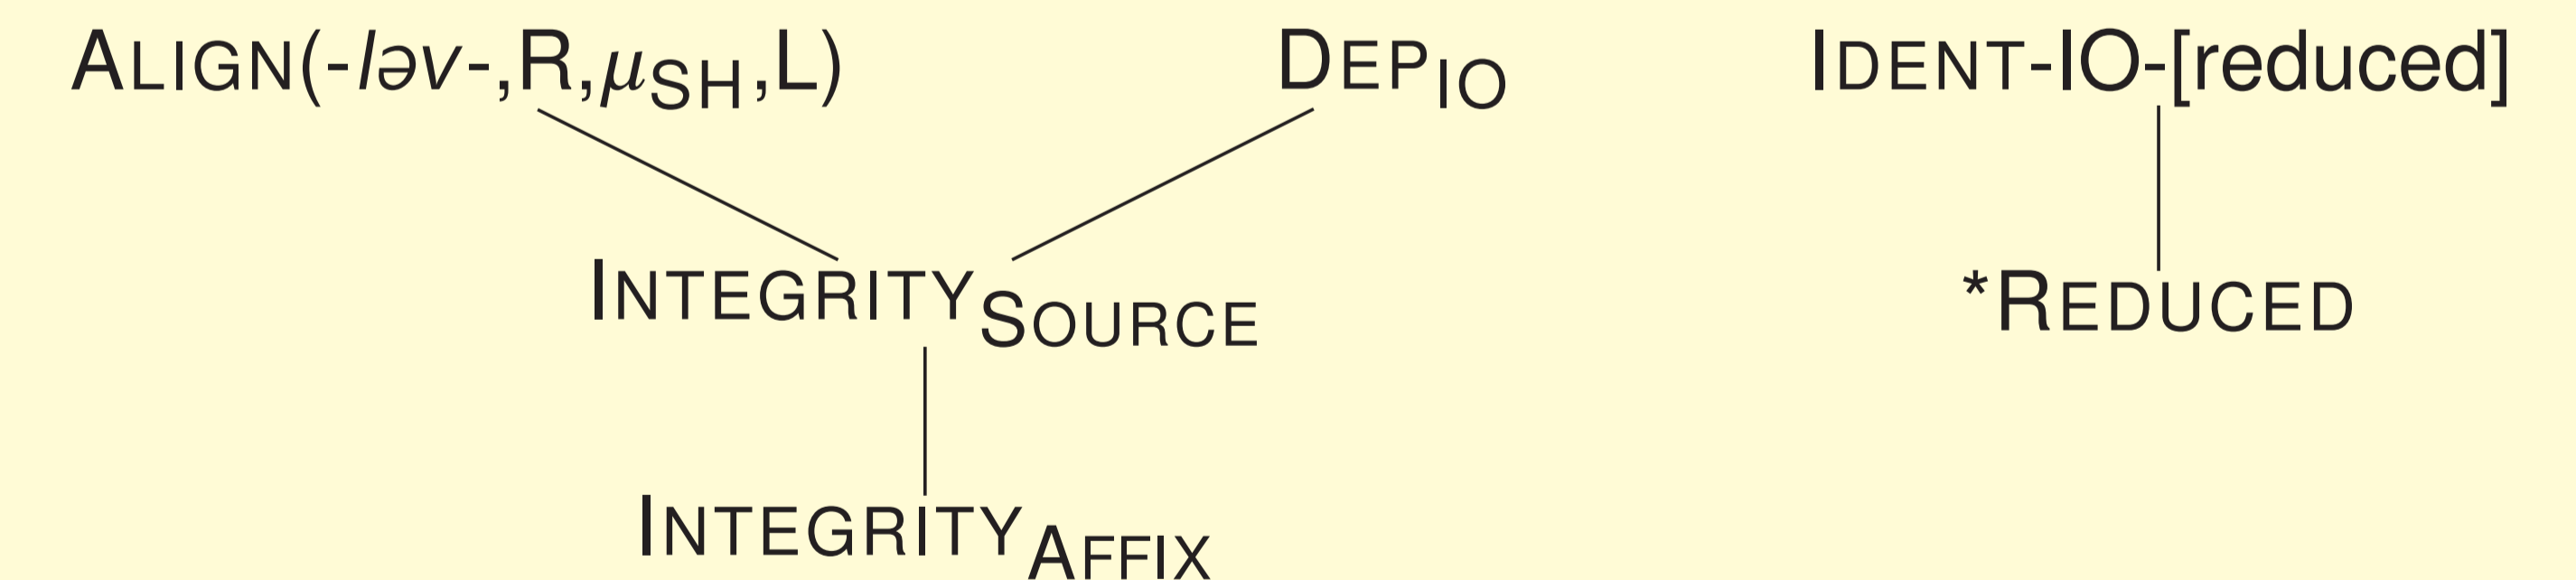 ALIGN(-ləv-,R,μSH,L) DEPIO IDENT-IO-[reduced]
INTEGRITYSOURCE *REDUCED
INTEGRITYAFFIX